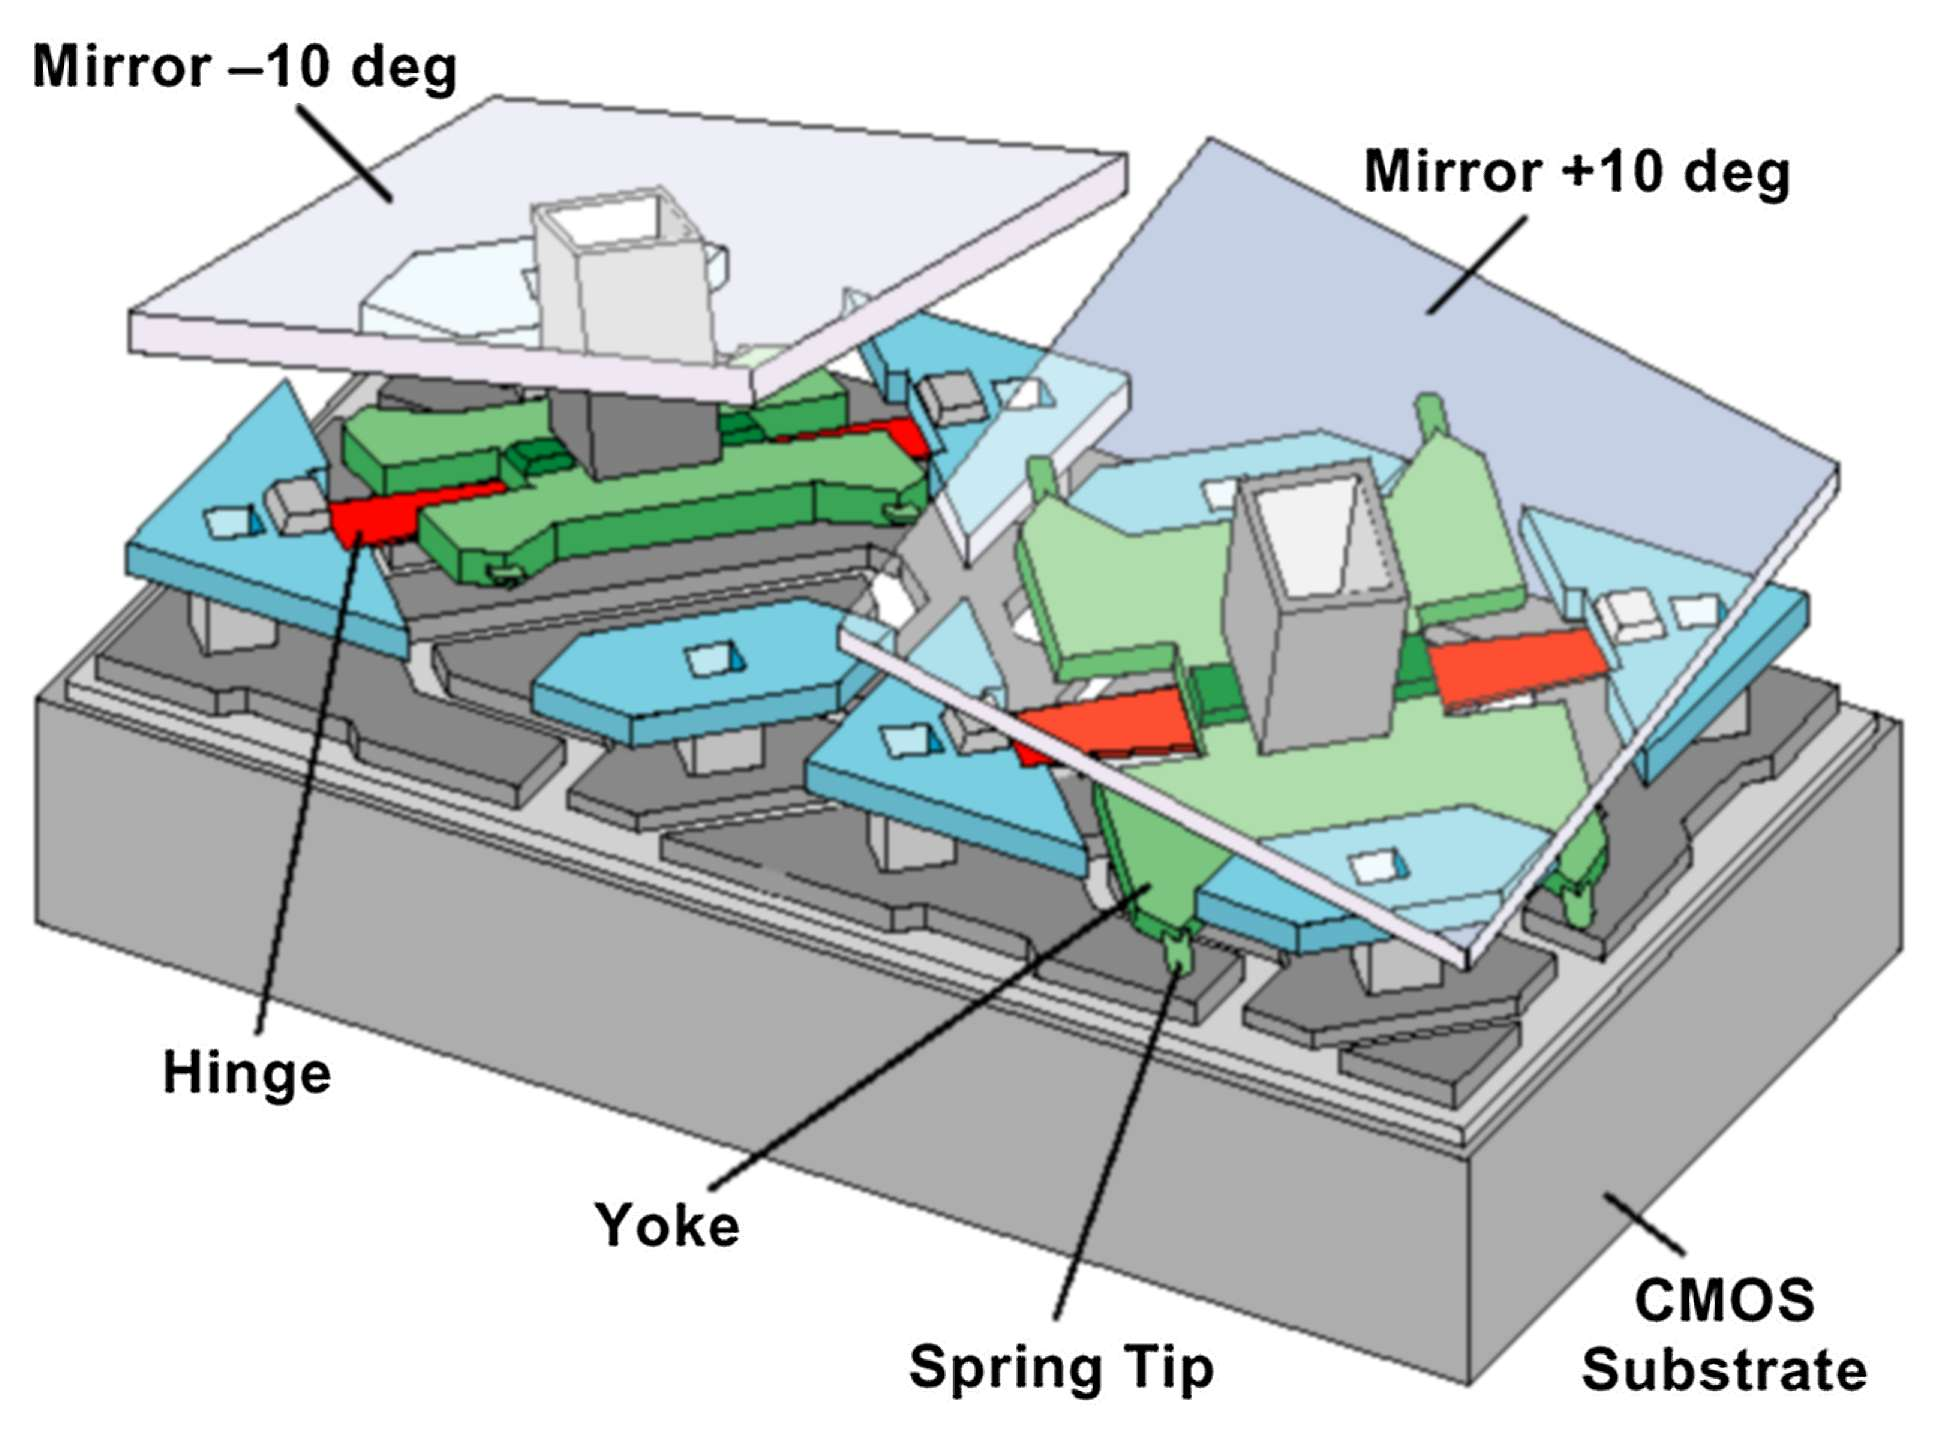 Mirror –10 deg
Mirror +10 deg
Hinge
Yoke
Spring Tip
CMOS
Substrate